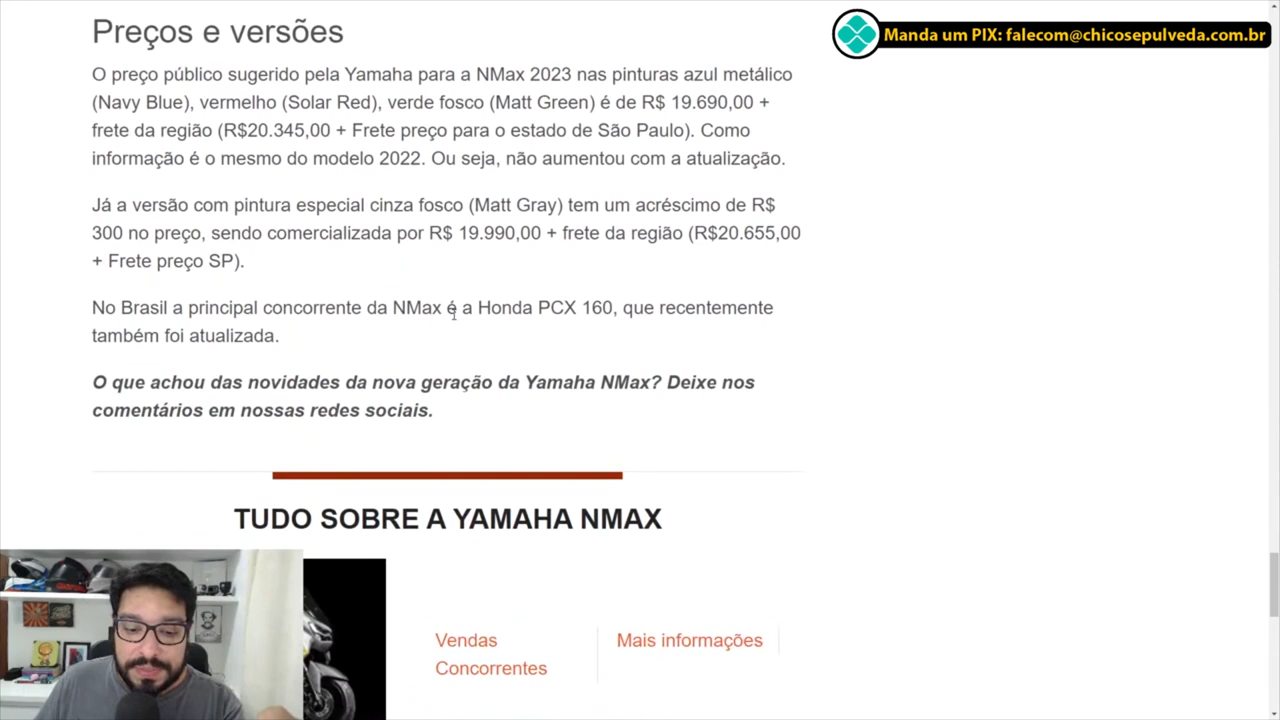 Preços e versões
Manda um PIX: falecom@chicosepulveda.com.br
O preço público sugerido pela Yamaha para a NMax 2023 nas pinturas azul metálico
(Navy Blue), vermelho (Solar Red), verde fosco (Matt Green) é de R$ 19.690,00 +
frete da região (R$20.345,00 + Frete preço para o estado de São Paulo). Como
informação é o mesmo do modelo 2022. Ou seja, não aumentou com a atualização.
Já a versão com pintura especial cinza fosco (Matt Gray) tem um acréscimo de R$
300 no preço, sendo comercializada por R$ 19.990,00 + frete da região (R$20.655,00
+ Frete preço SP).
No Brasil a principal concorrente da NMax é a Honda PCX 160, que recentemente
também foi atualizada.
O que achou das novidades da nova geração da Yamaha NMax? Deixe nos
comentários em nossas redes sociais.
TUDO SOBRE A YAMAHA NMAX
Vendas
Mais informações
Concorrentes